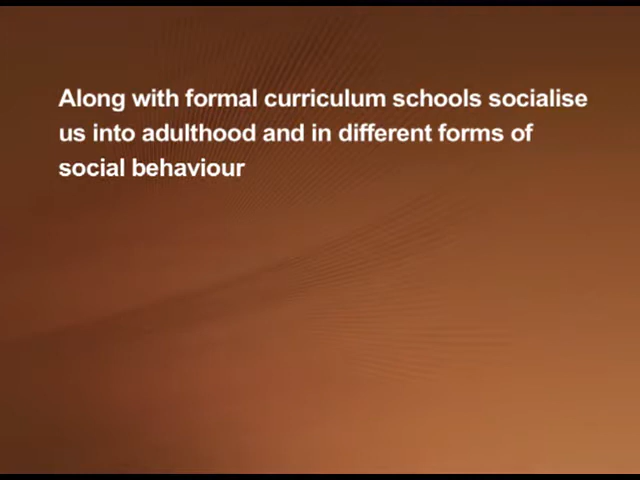 Along with formal curriculum schools socialise
us into adulthood and in different forms of
social behaviour